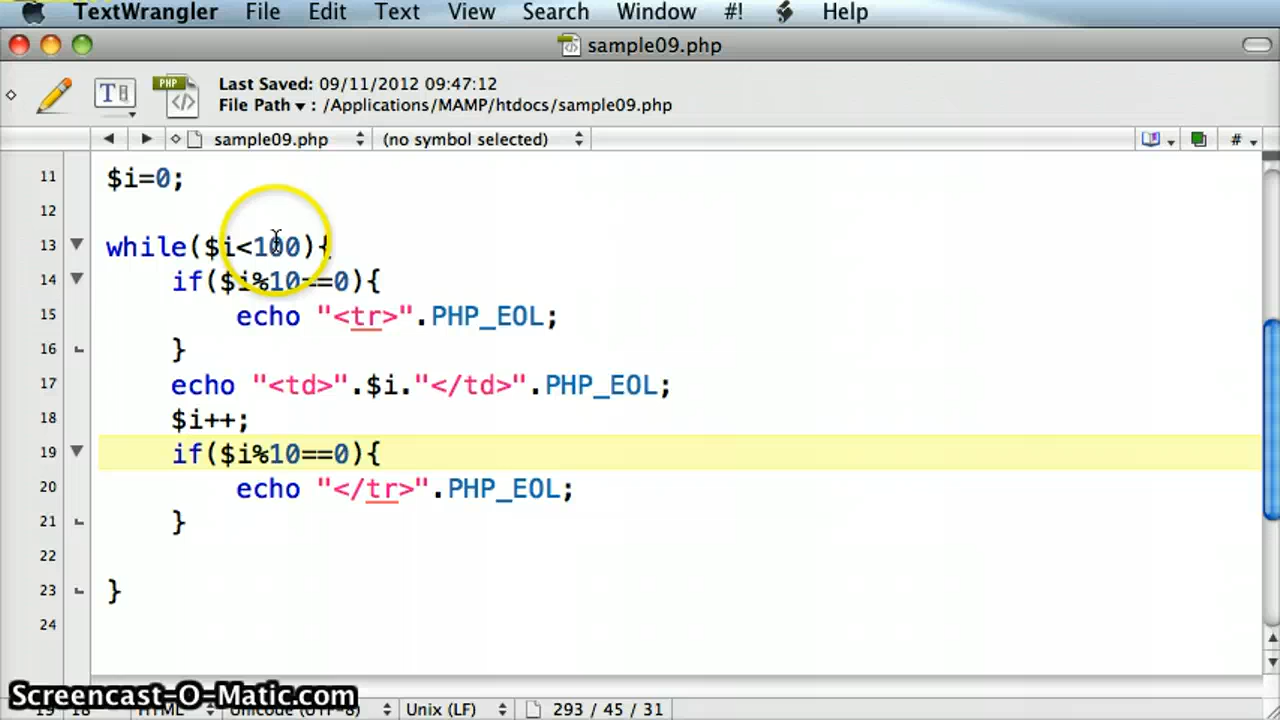 TextWrangler File Edit Text View Search Window #! Help
sample09.php
PHP
Last Saved: 09/11/2012 09:47:12
File Path ▾ : /Applications/MAMP/htdocs/sample09.php
sample09.php (no symbol selected) #
11 $i=0;
12
13 while($i<100){
14 if($i%10==0){
15 echo "<tr>".PHP_EOL;
16 }
17 echo "<td>".$i."</td>".PHP_EOL;
18 $i++;
19 if($i%10==0){
20 echo "</tr>".PHP_EOL;
21 }
22
23 }
24
Screencast-O-Matic.com
Unix (LF) 293 / 45 / 31